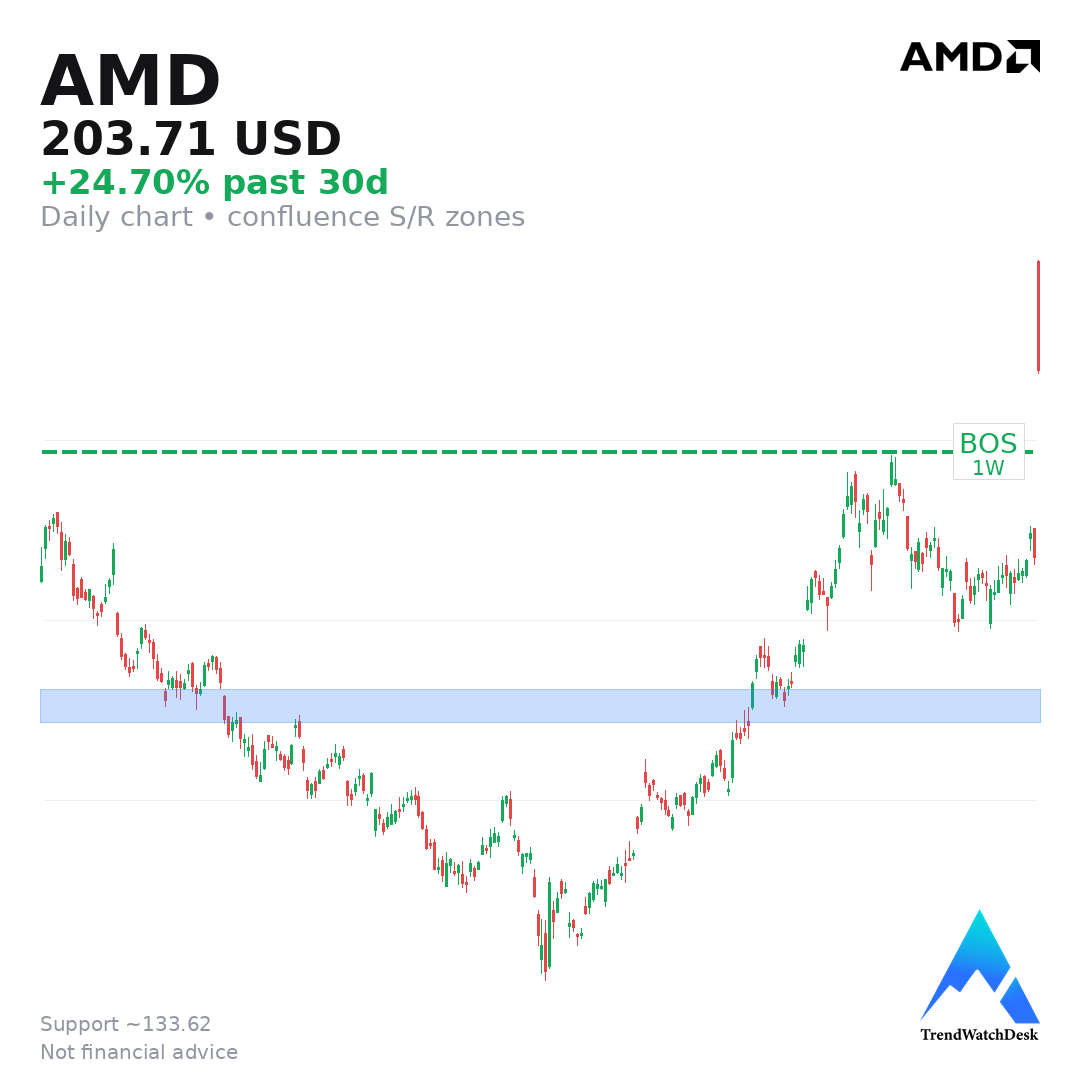 AMD
AMD
203.71 USD
+24.70% past 30d
Daily chart • confluence S/R zones
BOS
1W
Support ~133.62
Not financial advice
TrendWatchDesk